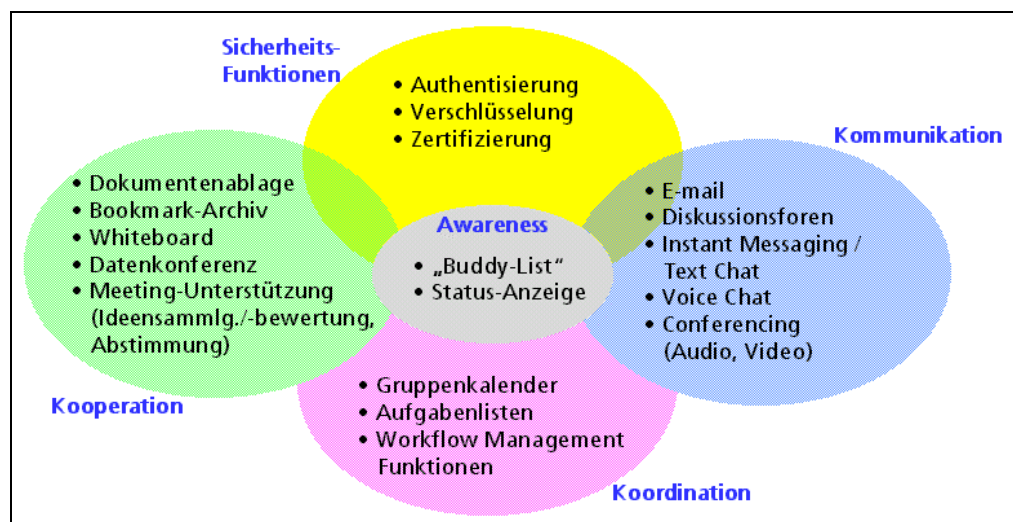 Sicherheits-
Funktionen
• Authentisierung
• Verschlüsselung
• Zertifizierung
Kommunikation
• E-mail
• Diskussionsforen
• Instant Messaging /
Text Chat
• Voice Chat
• Conferencing
(Audio, Video)
• Dokumentenablage
• Bookmark-Archiv
• Whiteboard
• Datenkonferenz
• Meeting-Unterstützung
(Ideensammlg./-bewertung,
Abstimmung)
Kooperation
Awareness
• „Buddy-List“
• Status-Anzeige
• Gruppenkalender
• Aufgabenlisten
• Workflow Management
Funktionen
Koordination